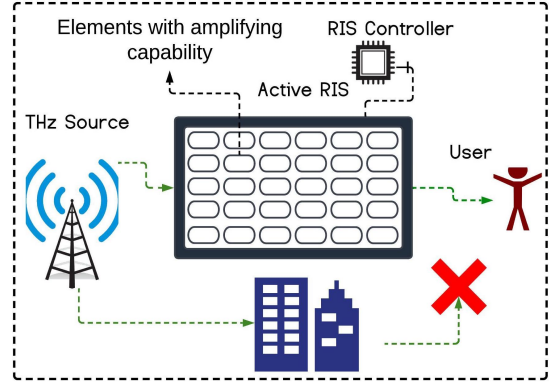 Elements with amplifying
capability
RIS Controller
Active RIS
THz Source
User